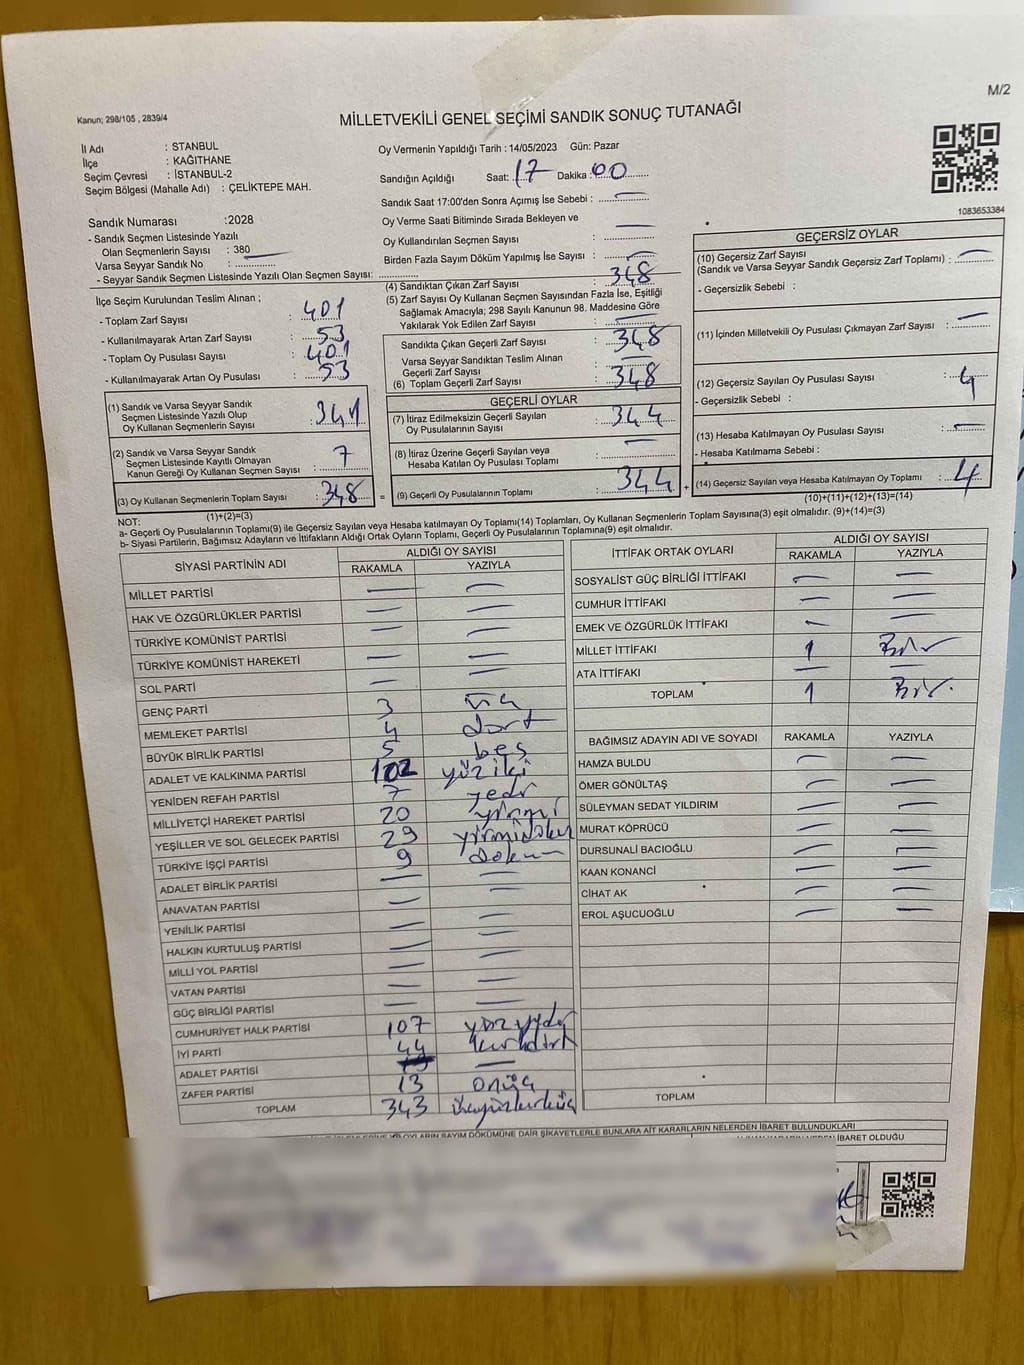 M/2
Kanun; 298/105 , 2839/4
MİLLETVEKİLİ GENEL SEÇİMİ SANDIK SONUÇ TUTANAĞI
İl Adı : STANBUL
İlçe : KAĞITHANE
Seçim Çevresi : İSTANBUL-2
Seçim Bölgesi (Mahalle Adı) : ÇELİKTEPE MAH.
Oy Vermenin Yapıldığı Tarih : 14/05/2023 Gün: Pazar
Sandığın Açıldığı Saat: 17 Dakika : 00
Sandık Saat 17:00'den Sonra Açımış İse Sebebi : —
Oy Verme Saati Bitiminde Sırada Bekleyen ve
Oy Kullandırılan Seçmen Sayısı : —
Birden Fazla Sayım Döküm Yapılmış İse Sayısı : —
1083653384
Sandık Numarası :2028
- Sandık Seçmen Listesinde Yazılı
Olan Seçmenlerin Sayısı : 380
Varsa Seyyar Sandık No : —
- Seyyar Sandık Seçmen Listesinde Yazılı Olan Seçmen Sayısı:
İlçe Seçim Kurulundan Teslim Alınan ;
- Toplam Zarf Sayısı : 401
- Kullanılmayarak Artan Zarf Sayısı : 53
- Toplam Oy Pusulası Sayısı : 401
- Kullanılmayarak Artan Oy Pusulası : 53
(1) Sandık ve Varsa Seyyar Sandık
Seçmen Listesinde Yazılı Olup
Oy Kullanan Seçmenlerin Sayısı : 341
(2) Sandık ve Varsa Seyyar Sandık
Seçmen Listesinde Kayıtlı Olmayan
Kanun Gereği Oy Kullanan Seçmen Sayısı : 7
(3) Oy Kullanan Seçmenlerin Toplam Sayısı : 348 =
(1)+(2)=(3)
(4) Sandıktan Çıkan Zarf Sayısı : 348
(5) Zarf Sayısı Oy Kullanan Seçmen Sayısından Fazla İse, Eşitliği
Sağlamak Amacıyla; 298 Sayılı Kanunun 98. Maddesine Göre
Yakılarak Yok Edilen Zarf Sayısı : —
Sandıkta Çıkan Geçerli Zarf Sayısı : 348
Varsa Seyyar Sandıktan Teslim Alınan
Geçerli Zarf Sayısı : —
(6) Toplam Geçerli Zarf Sayısı : 348
GEÇERLİ OYLAR
(7) İtiraz Edilmeksizin Geçerli Sayılan
Oy Pusulalarının Sayısı : 344
(8) İtiraz Üzerine Geçerli Sayılan veya
Hesaba Katılan Oy Pusulası Toplamı : —
(9) Geçerli Oy Pusulalarının Toplamı : 344 +
GEÇERSİZ OYLAR
(10) Geçersiz Zarf Sayısı
(Sandık ve Varsa Seyyar Sandık Geçersiz Zarf Toplamı) : —
- Geçersizlik Sebebi :
(11) İçinden Milletvekili Oy Pusulası Çıkmayan Zarf Sayısı : —
(12) Geçersiz Sayılan Oy Pusulası Sayısı : 4
- Geçersizlik Sebebi :
(13) Hesaba Katılmayan Oy Pusulası Sayısı : —
- Hesaba Katılmama Sebebi :
(14) Geçersiz Sayılan veya Hesaba Katılmayan Oy Toplamı : 4
(10)+(11)+(12)+(13)=(14)
NOT:
a- Geçerli Oy Pusulalarının Toplamı(9) ile Geçersiz Sayılan veya Hesaba katılmayan Oy Toplamı(14) Toplamları, Oy Kullanan Seçmenlerin Toplam Sayısına(3) eşit olmalıdır. (9)+(14)=(3)
b- Siyasi Partilerin, Bağımsız Adayların ve İttifakların Aldığı Ortak Oyların Toplamı, Geçerli Oy Pusulalarının Toplamına(9) eşit olmalıdır.
SİYASİ PARTİNİN ADI ALDIĞI OY SAYISI
RAKAMLA YAZIYLA
MİLLET PARTİSİ — —
HAK VE ÖZGÜRLÜKLER PARTİSİ — —
TÜRKİYE KOMÜNİST PARTİSİ — —
TÜRKİYE KOMÜNİST HAREKETİ — —
SOL PARTİ — —
GENÇ PARTİ 3 üç
MEMLEKET PARTİSİ 4 dört
BÜYÜK BİRLİK PARTİSİ 5 beş
ADALET VE KALKINMA PARTİSİ 102 yüz iki
YENİDEN REFAH PARTİSİ 7 yedi
MİLLİYETÇİ HAREKET PARTİSİ 20 yirmi
YEŞİLLER VE SOL GELECEK PARTİSİ 29 yirmidokuz
TÜRKİYE İŞÇİ PARTİSİ 9 dokuz
ADALET BİRLİK PARTİSİ — —
ANAVATAN PARTİSİ — —
YENİLİK PARTİSİ — —
HALKIN KURTULUŞ PARTİSİ — —
MİLLİ YOL PARTİSİ — —
VATAN PARTİSİ — —
GÜÇ BİRLİĞİ PARTİSİ — —
CUMHURİYET HALK PARTİSİ 107 yüzyedi
İYİ PARTİ 44 kırkdört
ADALET PARTİSİ —
ZAFER PARTİSİ 13 onüç
TOPLAM 343 üçyüzkırküç
İTTİFAK ORTAK OYLARI ALDIĞI OY SAYISI
RAKAMLA YAZIYLA
SOSYALİST GÜÇ BİRLİĞİ İTTİFAKI — —
CUMHUR İTTİFAKI — —
EMEK VE ÖZGÜRLÜK İTTİFAKI — —
MİLLET İTTİFAKI 1 Bir
ATA İTTİFAKI — —
TOPLAM 1 Bir.
BAĞIMSIZ ADAYIN ADI VE SOYADI RAKAMLA YAZIYLA
HAMZA BULDU — —
ÖMER GÖNÜLTAŞ — —
SÜLEYMAN SEDAT YILDIRIM — —
MURAT KÖPRÜCÜ — —
DURSUNALİ BACIOĞLU — —
KAAN KONANCİ — —
CİHAT AK — —
EROL AŞUCUOĞLU — —
TOPLAM
OYLARIN SAYIM DÖKÜMÜNE DAİR ŞİKAYETLERLE BUNLARA AİT KARARLARIN NELERDEN İBARET BULUNDUKLARI
İBARET OLDUĞU